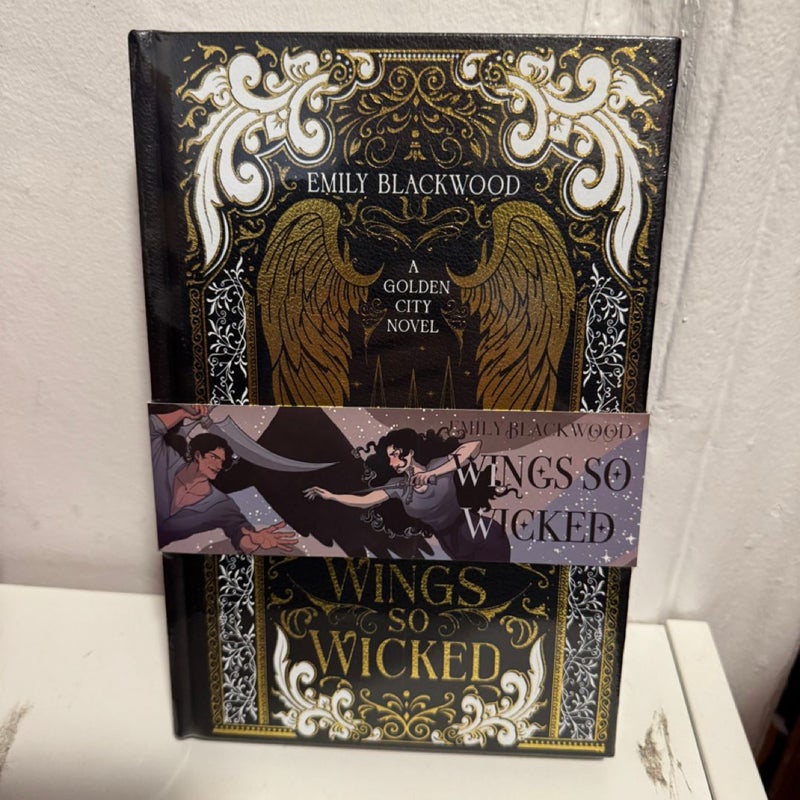 EMILY BLACKWOOD
A
GOLDEN
CITY
NOVEL
EMILY BLACKWOOD
WINGS SO
WICKED
WINGS
SO
WICKED